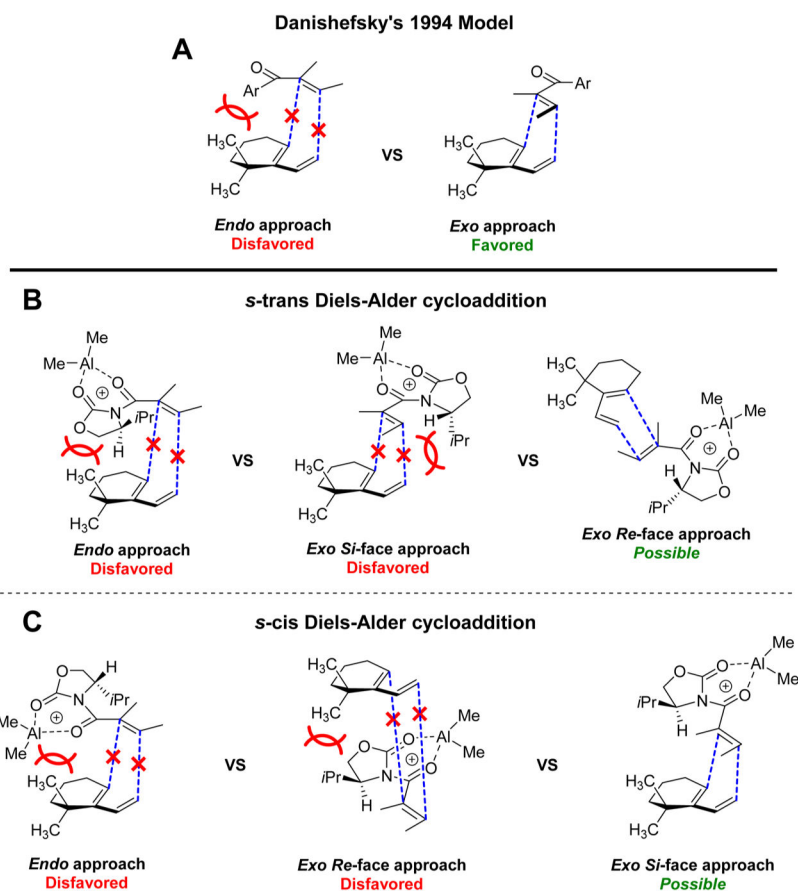 Danishefsky's 1994 Model
A
O
Ar
H₃C
H₃C
Endo approach
Disfavored
VS
O
Ar
H₃C
H₃C
Exo approach
Favored
B
s-trans Diels-Alder cycloaddition
Me
Me Al
O
O
⊕
O
N
iPr
H
H₃C
H₃C
Endo approach
Disfavored
VS
Me
Me Al
O
O
O
⊕
N
H
iPr
H₃C
H₃C
Exo Si-face approach
Disfavored
VS
H₃C
H₃C
Me
Al Me
O
⊕
O
N
H
O
iPr
Exo Re-face approach
Possible
C
s-cis Diels-Alder cycloaddition
O
H
O
N
iPr
Me
⊕
Al
O
Me
H₃C
H₃C
Endo approach
Disfavored
VS
H₃C
H₃C
Me
O
O
Al
Me
⊕
O
iPr
N
H
Exo Re-face approach
Disfavored
VS
Me
O
O
Al
Me
⊕
O
iPr
N
H
H₃C
H₃C
Exo Si-face approach
Possible